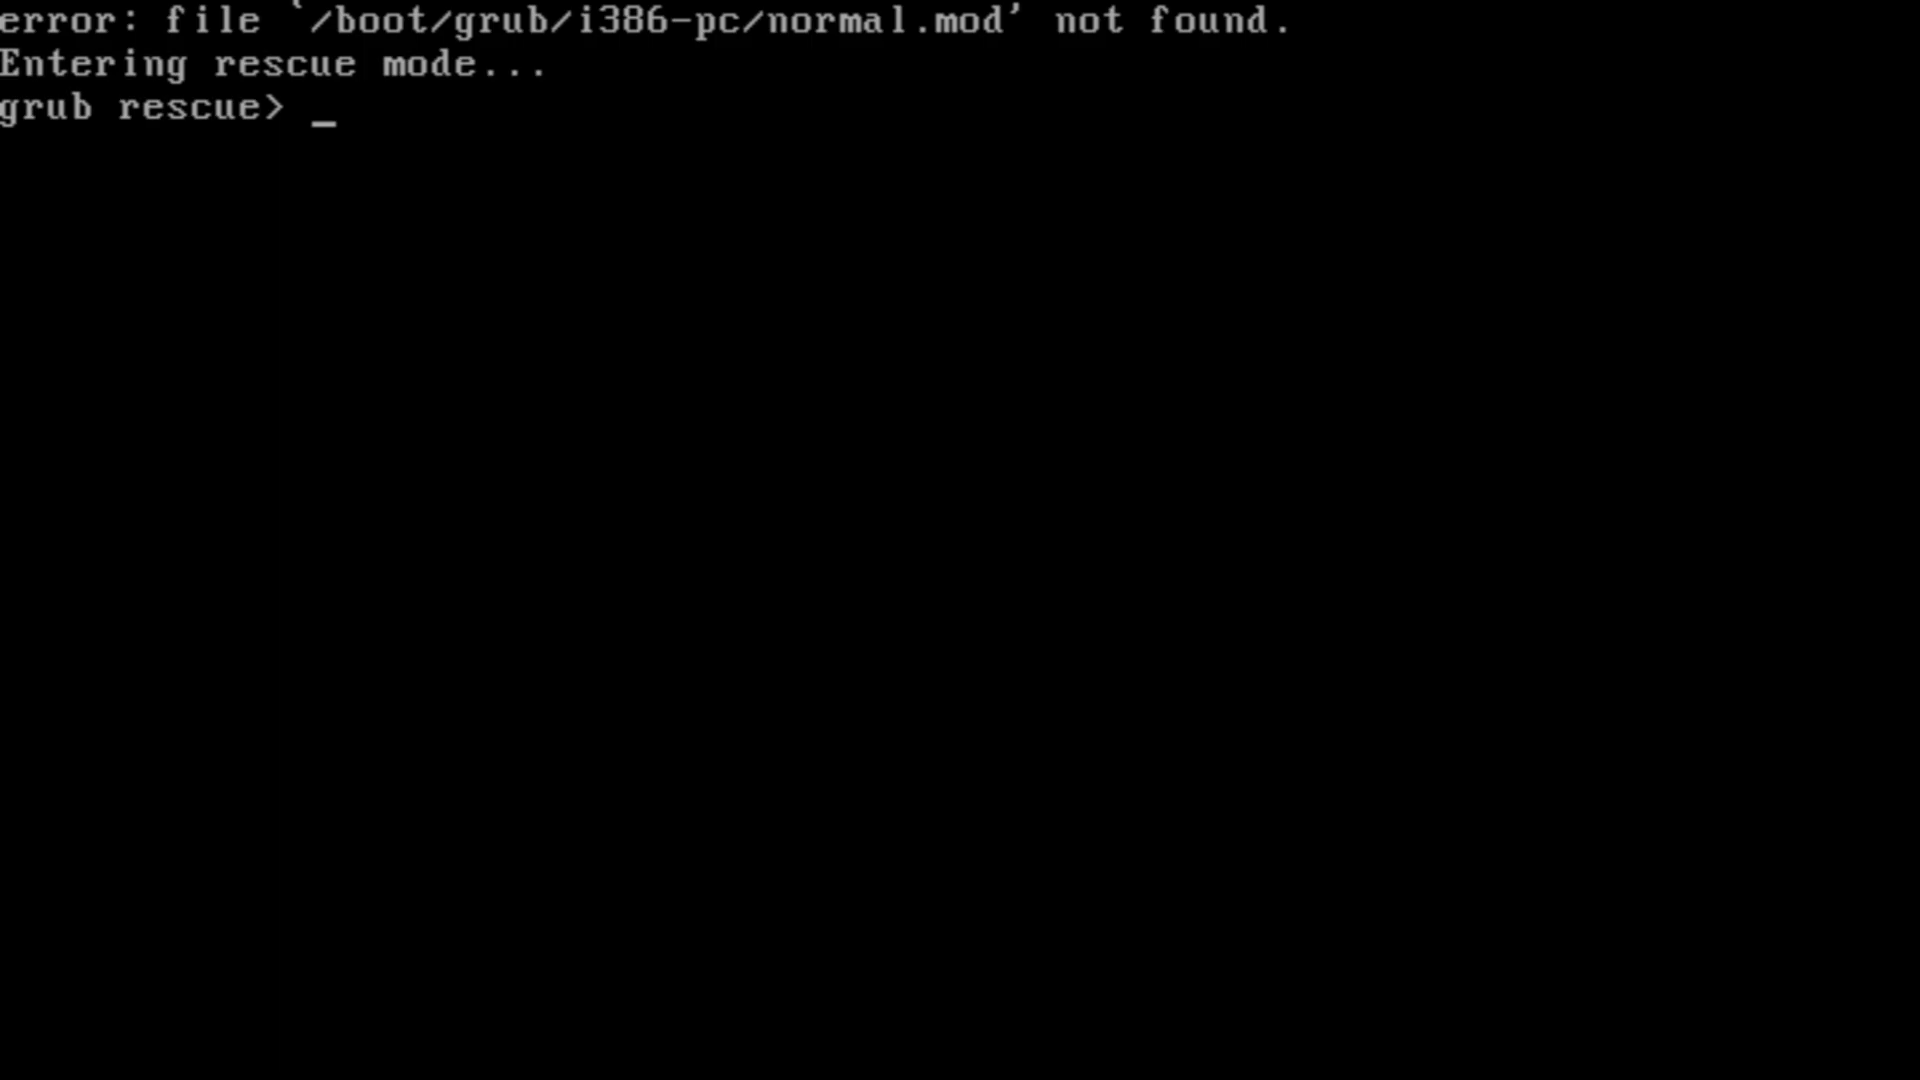 error: file `/boot/grub/i386-pc/normal.mod' not found.
Entering rescue mode...
grub rescue> _